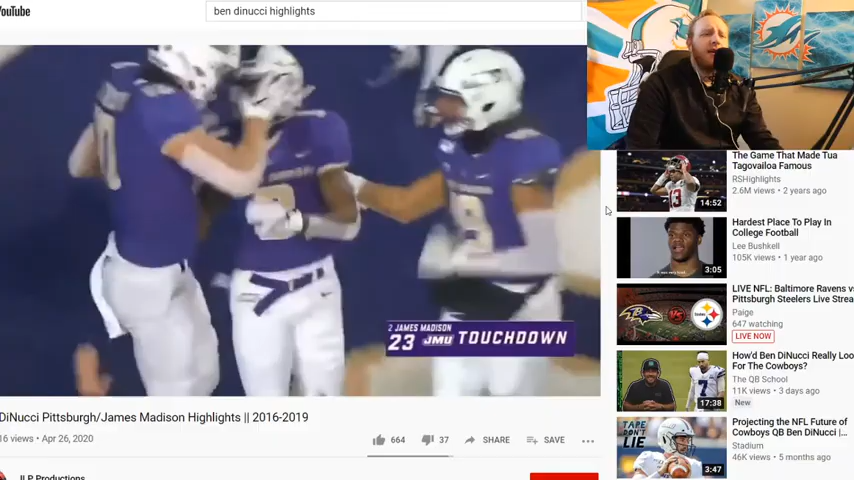 YouTube
ben dinucci highlights
2 JAMES MADISON
23 JMU TOUCHDOWN
DiNucci Pittsburgh/James Madison Highlights || 2016-2019
16 views • Apr 26, 2020
664
37
SHARE
SAVE
JLP Productions
The Game That Made Tua
Tagovailoa Famous
RSHighlights
2.6M views • 2 years ago
14:52
Hardest Place To Play In
College Football
Lee Bushkell
105K views • 1 year ago
3:05
LIVE NFL: Baltimore Ravens v
Pittsburgh Steelers Live Strea
Paige
647 watching
LIVE NOW
How'd Ben DiNucci Really Loo
For The Cowboys?
The QB School
11K views • 3 days ago
New
17:38
Projecting the NFL Future of
Cowboys QB Ben DiNucci |...
Stadium
46K views • 5 months ago
3:47
TAPE DON'T
LIE
13
7